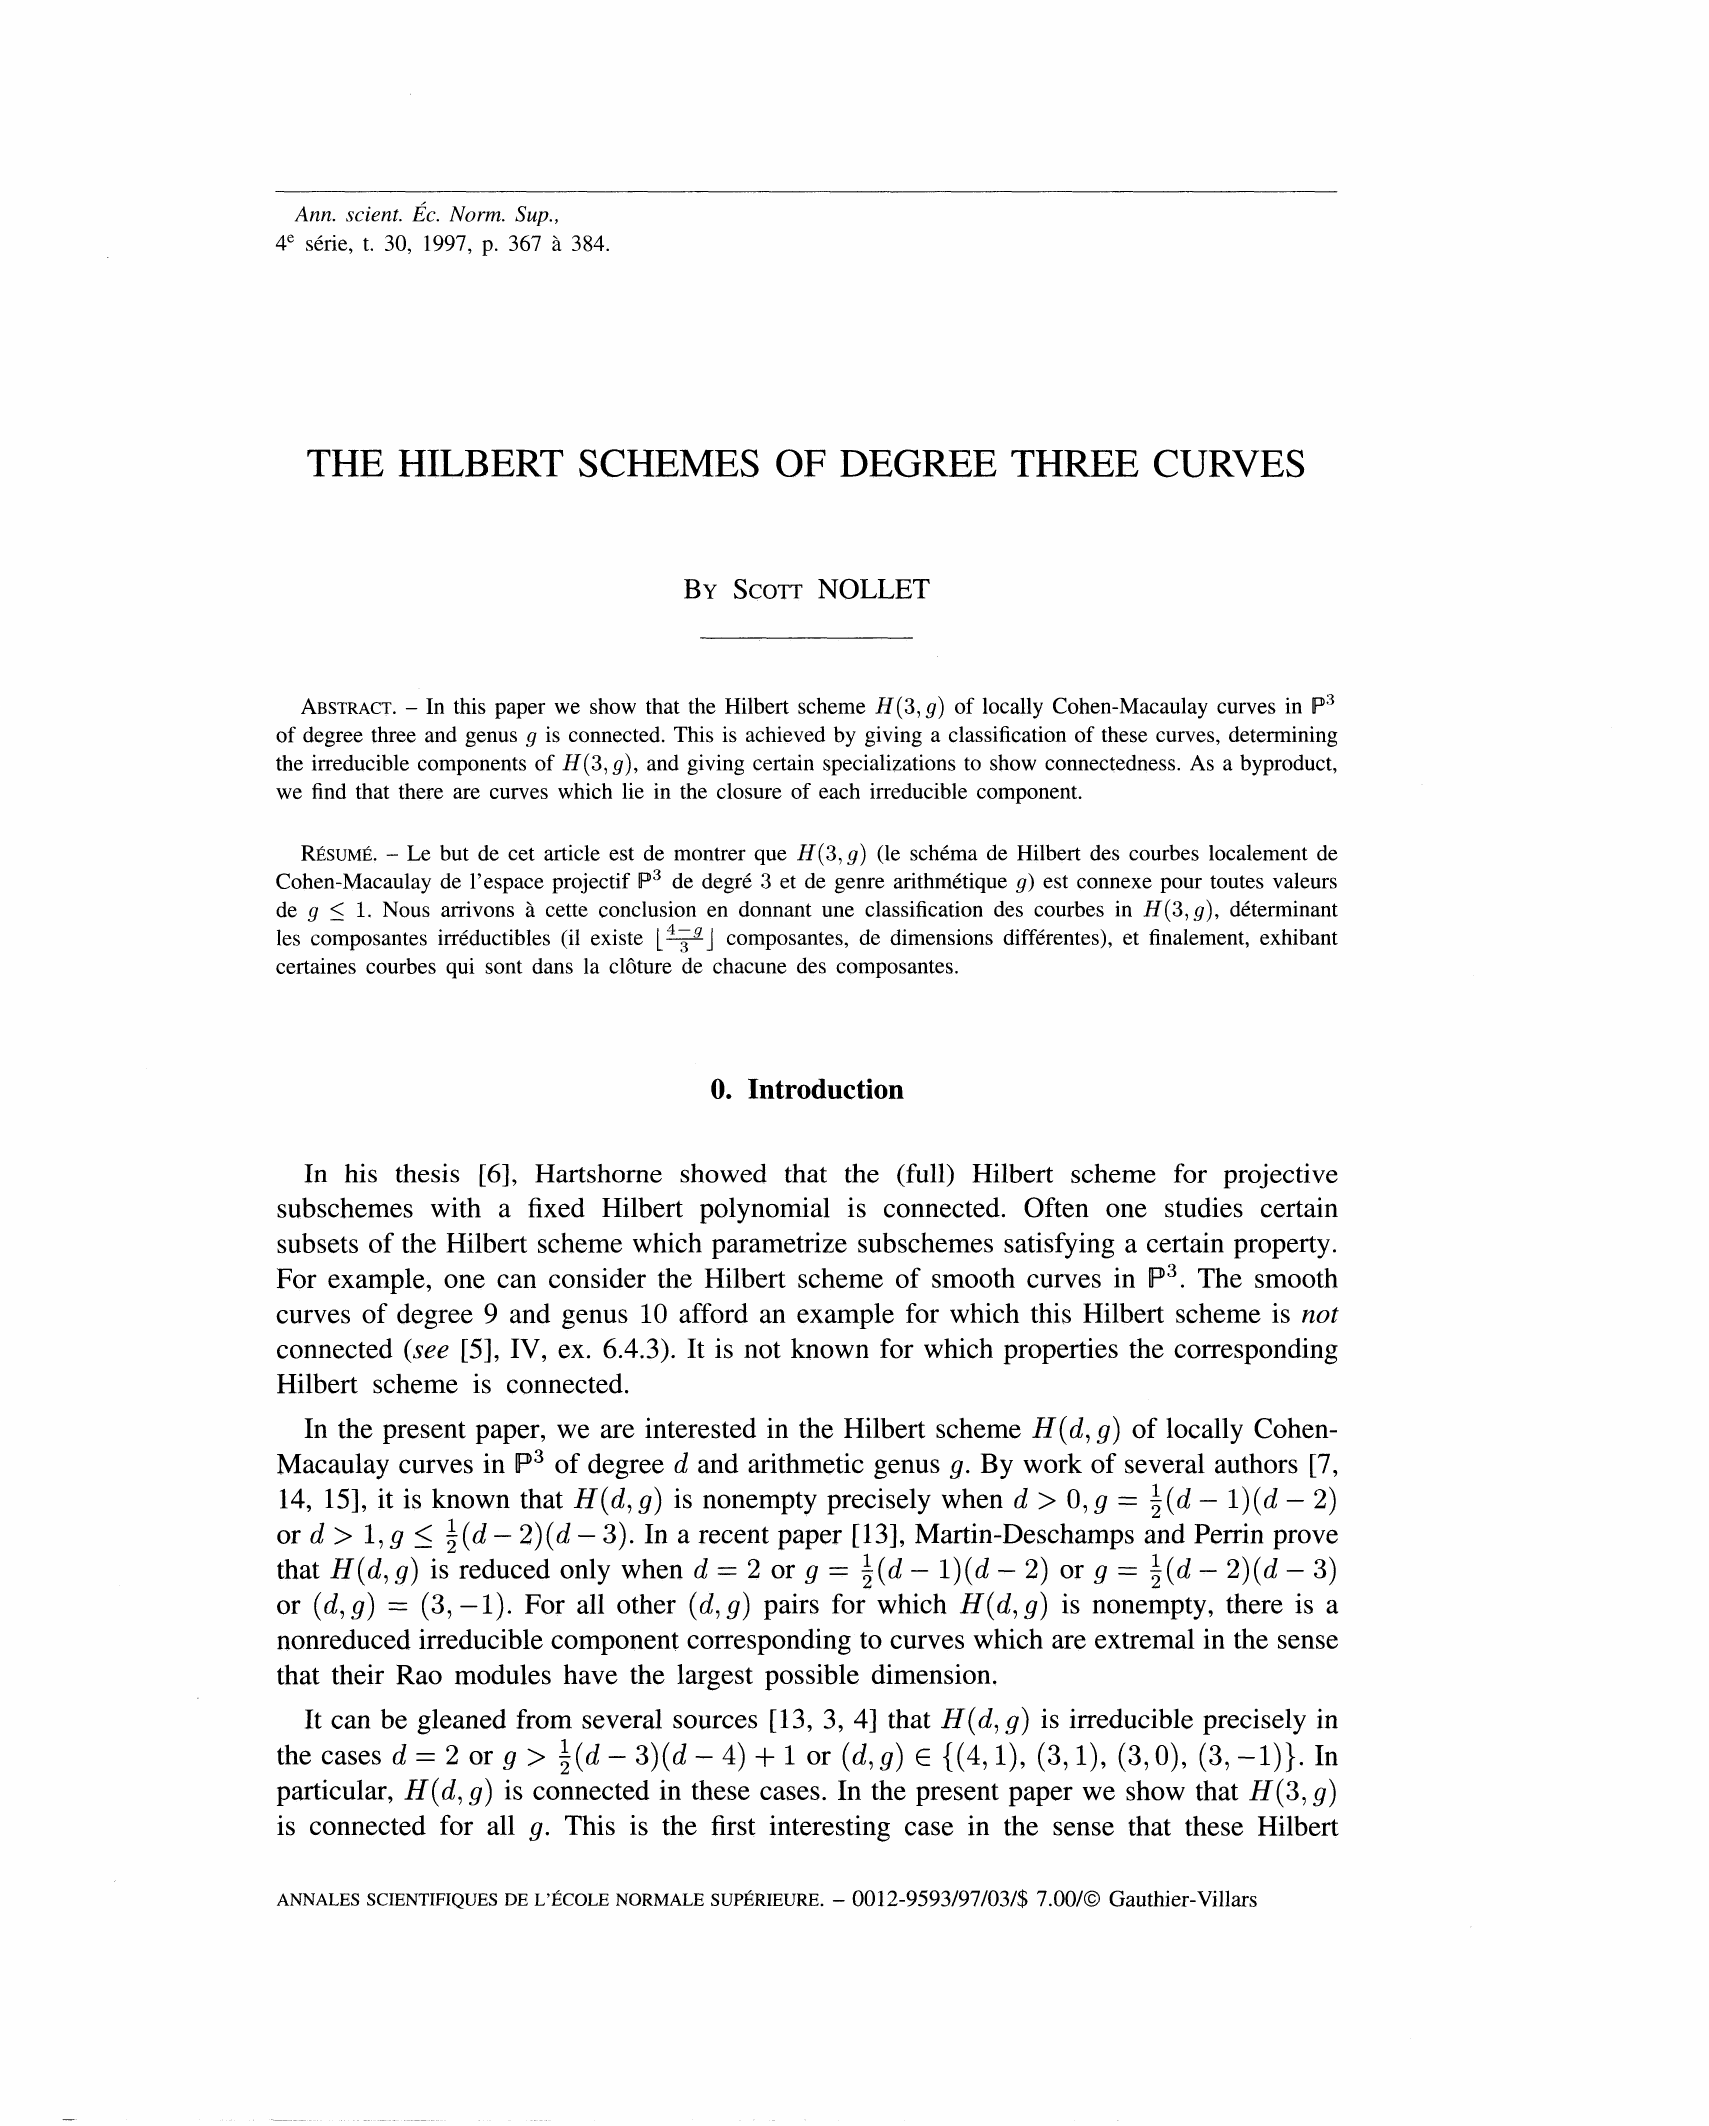 Ann. scient. Éc. Norm. Sup.,
4e série, t. 30, 1997, p. 367 à 384.
THE HILBERT SCHEMES OF DEGREE THREE CURVES
By Scott NOLLET
Abstract. – In this paper we show that the Hilbert scheme H(3, g) of locally Cohen-Macaulay curves in ℙ³
of degree three and genus g is connected. This is achieved by giving a classification of these curves, determining
the irreducible components of H(3, g), and giving certain specializations to show connectedness. As a byproduct,
we find that there are curves which lie in the closure of each irreducible component.
Résumé. – Le but de cet article est de montrer que H(3, g) (le schéma de Hilbert des courbes localement de
Cohen-Macaulay de l'espace projectif ℙ³ de degré 3 et de genre arithmétique g) est connexe pour toutes valeurs
de g ≤ 1. Nous arrivons à cette conclusion en donnant une classification des courbes in H(3, g), déterminant
les composantes irréductibles (il existe ⌊(4−g)/3⌋ composantes, de dimensions différentes), et finalement, exhibant
certaines courbes qui sont dans la clôture de chacune des composantes.
0. Introduction
In his thesis [6], Hartshorne showed that the (full) Hilbert scheme for projective
subschemes with a fixed Hilbert polynomial is connected. Often one studies certain
subsets of the Hilbert scheme which parametrize subschemes satisfying a certain property.
For example, one can consider the Hilbert scheme of smooth curves in ℙ³. The smooth
curves of degree 9 and genus 10 afford an example for which this Hilbert scheme is not
connected (see [5], IV, ex. 6.4.3). It is not known for which properties the corresponding
Hilbert scheme is connected.
In the present paper, we are interested in the Hilbert scheme H(d, g) of locally Cohen-
Macaulay curves in ℙ³ of degree d and arithmetic genus g. By work of several authors [7,
14, 15], it is known that H(d, g) is nonempty precisely when d > 0, g = ½(d − 1)(d − 2)
or d > 1, g ≤ ½(d − 2)(d − 3). In a recent paper [13], Martin-Deschamps and Perrin prove
that H(d, g) is reduced only when d = 2 or g = ½(d − 1)(d − 2) or g = ½(d − 2)(d − 3)
or (d, g) = (3, −1). For all other (d, g) pairs for which H(d, g) is nonempty, there is a
nonreduced irreducible component corresponding to curves which are extremal in the sense
that their Rao modules have the largest possible dimension.
It can be gleaned from several sources [13, 3, 4] that H(d, g) is irreducible precisely in
the cases d = 2 or g > ½(d − 3)(d − 4) + 1 or (d, g) ∈ {(4, 1), (3, 1), (3, 0), (3, −1)}. In
particular, H(d, g) is connected in these cases. In the present paper we show that H(3, g)
is connected for all g. This is the first interesting case in the sense that these Hilbert
ANNALES SCIENTIFIQUES DE L'ÉCOLE NORMALE SUPÉRIEURE. – 0012-9593/97/03/$ 7.00/© Gauthier-Villars